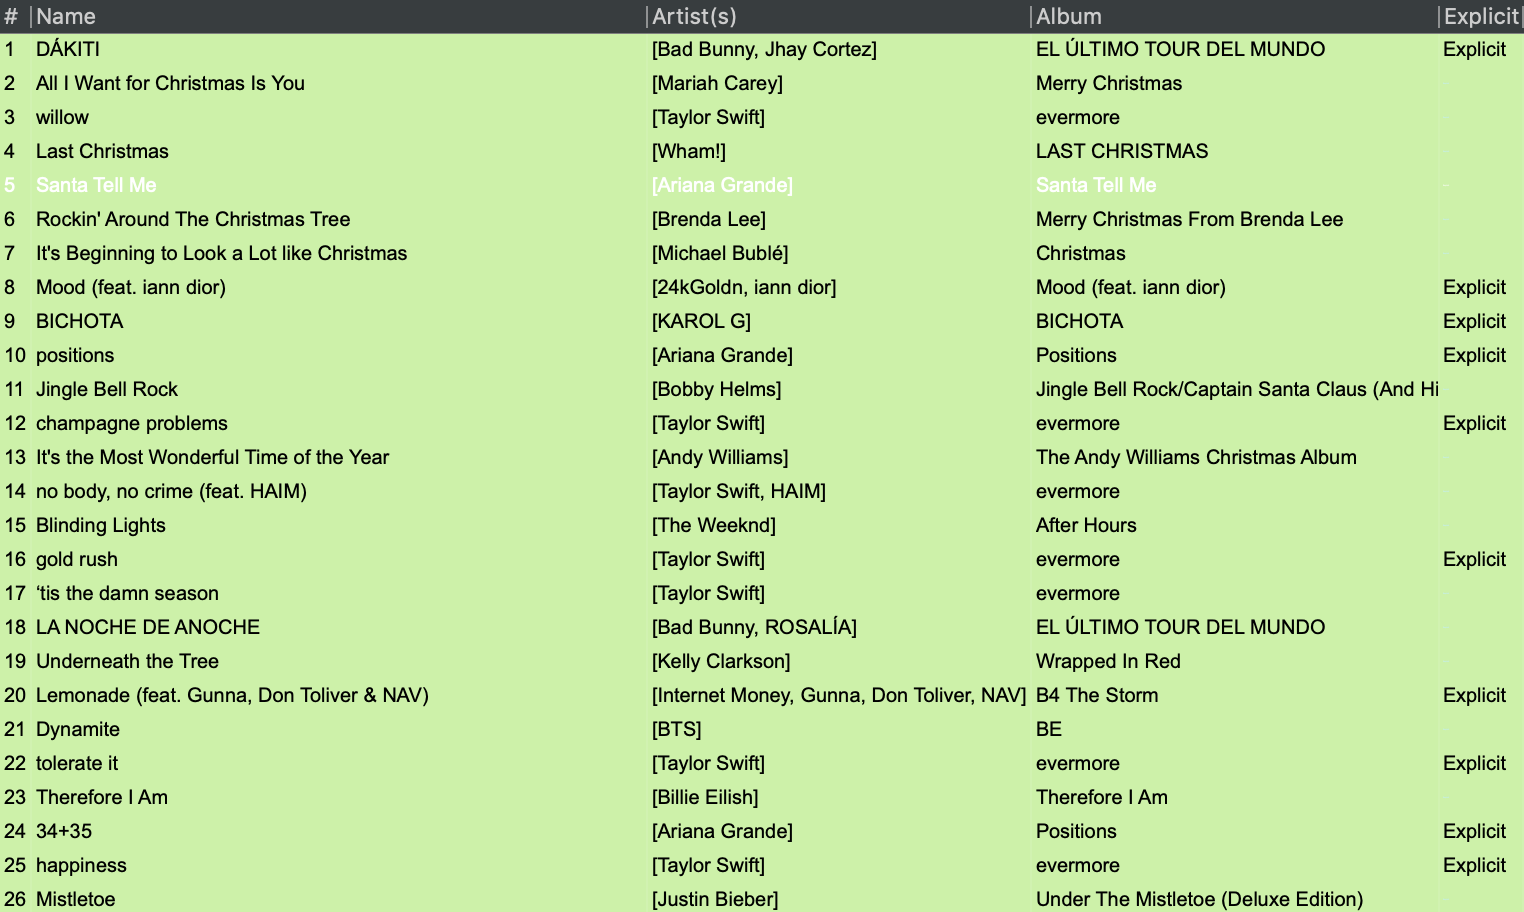 # Name Artist(s) Album Explicit
1 DÁKITI [Bad Bunny, Jhay Cortez] EL ÚLTIMO TOUR DEL MUNDO Explicit
2 All I Want for Christmas Is You [Mariah Carey] Merry Christmas
3 willow [Taylor Swift] evermore
4 Last Christmas [Wham!] LAST CHRISTMAS
5 Santa Tell Me [Ariana Grande] Santa Tell Me -
6 Rockin' Around The Christmas Tree [Brenda Lee] Merry Christmas From Brenda Lee
7 It's Beginning to Look a Lot like Christmas [Michael Bublé] Christmas
8 Mood (feat. iann dior) [24kGoldn, iann dior] Mood (feat. iann dior) Explicit
9 BICHOTA [KAROL G] BICHOTA Explicit
10 positions [Ariana Grande] Positions Explicit
11 Jingle Bell Rock [Bobby Helms] Jingle Bell Rock/Captain Santa Claus (And Hi
12 champagne problems [Taylor Swift] evermore Explicit
13 It's the Most Wonderful Time of the Year [Andy Williams] The Andy Williams Christmas Album
14 no body, no crime (feat. HAIM) [Taylor Swift, HAIM] evermore
15 Blinding Lights [The Weeknd] After Hours
16 gold rush [Taylor Swift] evermore Explicit
17 ‘tis the damn season [Taylor Swift] evermore
18 LA NOCHE DE ANOCHE [Bad Bunny, ROSALÍA] EL ÚLTIMO TOUR DEL MUNDO
19 Underneath the Tree [Kelly Clarkson] Wrapped In Red
20 Lemonade (feat. Gunna, Don Toliver & NAV) [Internet Money, Gunna, Don Toliver, NAV] B4 The Storm Explicit
21 Dynamite [BTS] BE
22 tolerate it [Taylor Swift] evermore Explicit
23 Therefore I Am [Billie Eilish] Therefore I Am
24 34+35 [Ariana Grande] Positions Explicit
25 happiness [Taylor Swift] evermore Explicit
26 Mistletoe [Justin Bieber] Under The Mistletoe (Deluxe Edition)